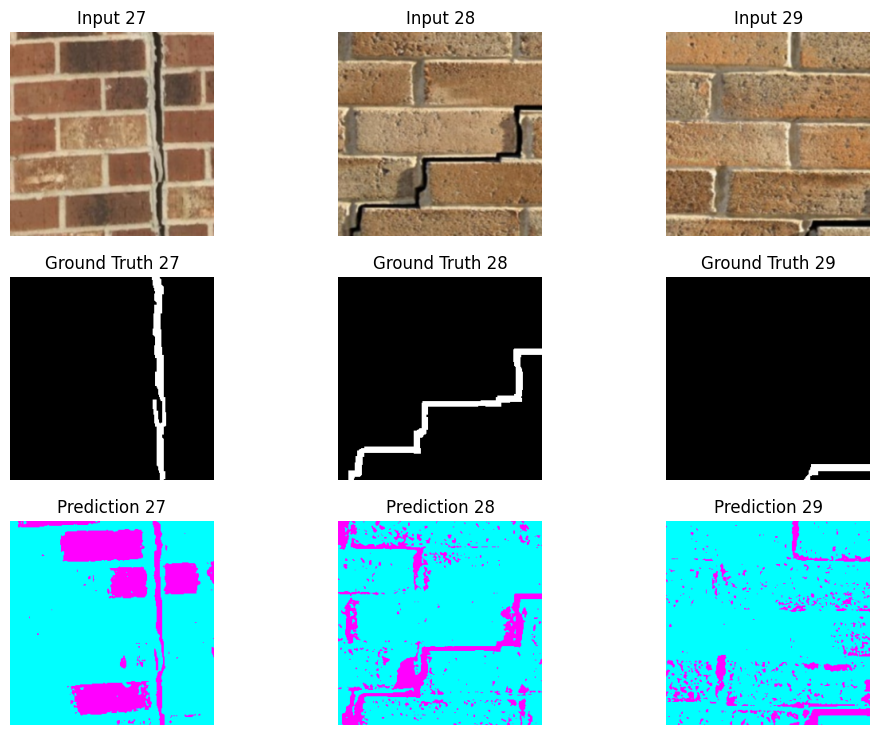 Input 27
Input 28
Input 29
Ground Truth 27
Ground Truth 28
Ground Truth 29
Prediction 27
Prediction 28
Prediction 29